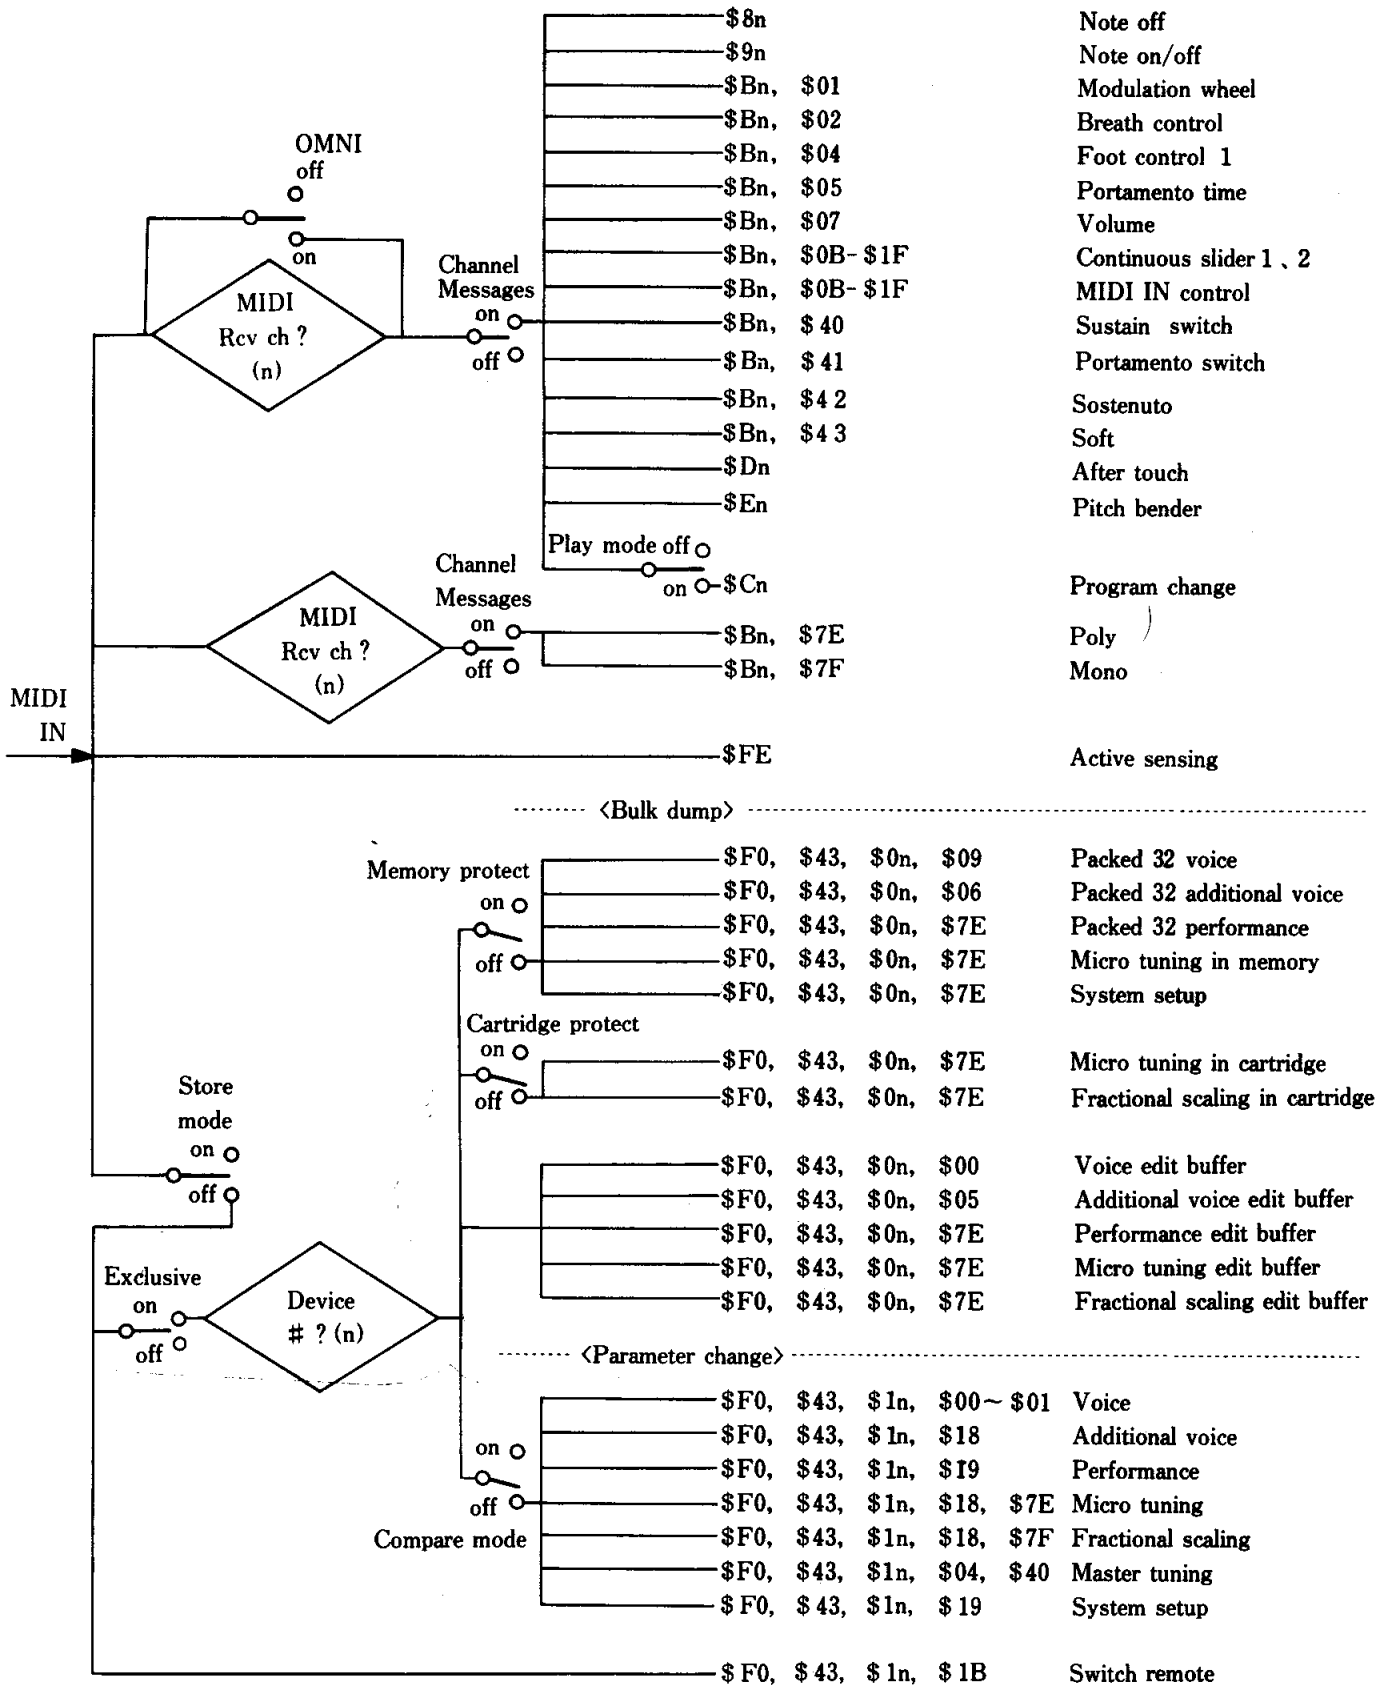 $8n Note off
$9n Note on/off
$Bn, $01 Modulation wheel
$Bn, $02 Breath control
$Bn, $04 Foot control 1
$Bn, $05 Portamento time
$Bn, $07 Volume
$Bn, $0B-$1F Continuous slider 1、2
$Bn, $0B-$1F MIDI IN control
$Bn, $40 Sustain switch
$Bn, $41 Portamento switch
$Bn, $42 Sostenuto
$Bn, $43 Soft
$Dn After touch
$En Pitch bender
OMNI
off
on
MIDI
Rcv ch ?
(n)
Channel
Messages
on
off
Play mode off
on
$Cn Program change
MIDI
Rcv ch ?
(n)
Channel
Messages
on
off
$Bn, $7E Poly
$Bn, $7F Mono
MIDI
IN
$FE Active sensing
<Bulk dump>
Memory protect
on
off
$F0, $43, $0n, $09 Packed 32 voice
$F0, $43, $0n, $06 Packed 32 additional voice
$F0, $43, $0n, $7E Packed 32 performance
$F0, $43, $0n, $7E Micro tuning in memory
$F0, $43, $0n, $7E System setup
Cartridge protect
on
off
$F0, $43, $0n, $7E Micro tuning in cartridge
$F0, $43, $0n, $7E Fractional scaling in cartridge
Store
mode
on
off
$F0, $43, $0n, $00 Voice edit buffer
$F0, $43, $0n, $05 Additional voice edit buffer
$F0, $43, $0n, $7E Performance edit buffer
$F0, $43, $0n, $7E Micro tuning edit buffer
$F0, $43, $0n, $7E Fractional scaling edit buffer
Exclusive
on
off
Device
# ? (n)
<Parameter change>
$F0, $43, $1n, $00~ $01 Voice
$F0, $43, $1n, $18 Additional voice
$F0, $43, $1n, $19 Performance
$F0, $43, $1n, $18, $7E Micro tuning
$F0, $43, $1n, $18, $7F Fractional scaling
$F0, $43, $1n, $04, $40 Master tuning
$F0, $43, $1n, $19 System setup
on
off
Compare mode
$F0, $43, $1n, $1B Switch remote